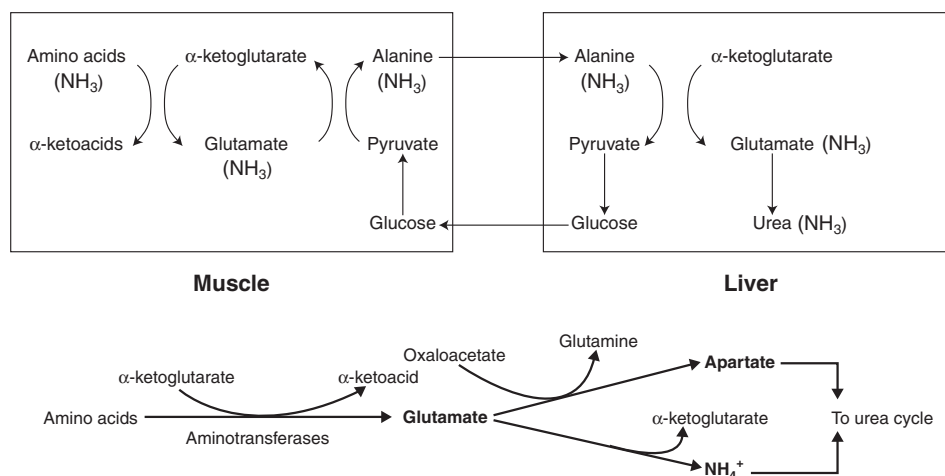 Amino acids α-ketoglutarate Alanine Alanine α-ketoglutarate
(NH₃) (NH₃) (NH₃)
α-ketoacids Glutamate Pyruvate Pyruvate Glutamate (NH₃)
(NH₃)
Glucose Glucose Urea (NH₃)
Muscle Liver
Oxaloacetate Glutamine Apartate
α-ketoglutarate α-ketoacid
Amino acids Glutamate α-ketoglutarate To urea cycle
Aminotransferases
NH₄⁺